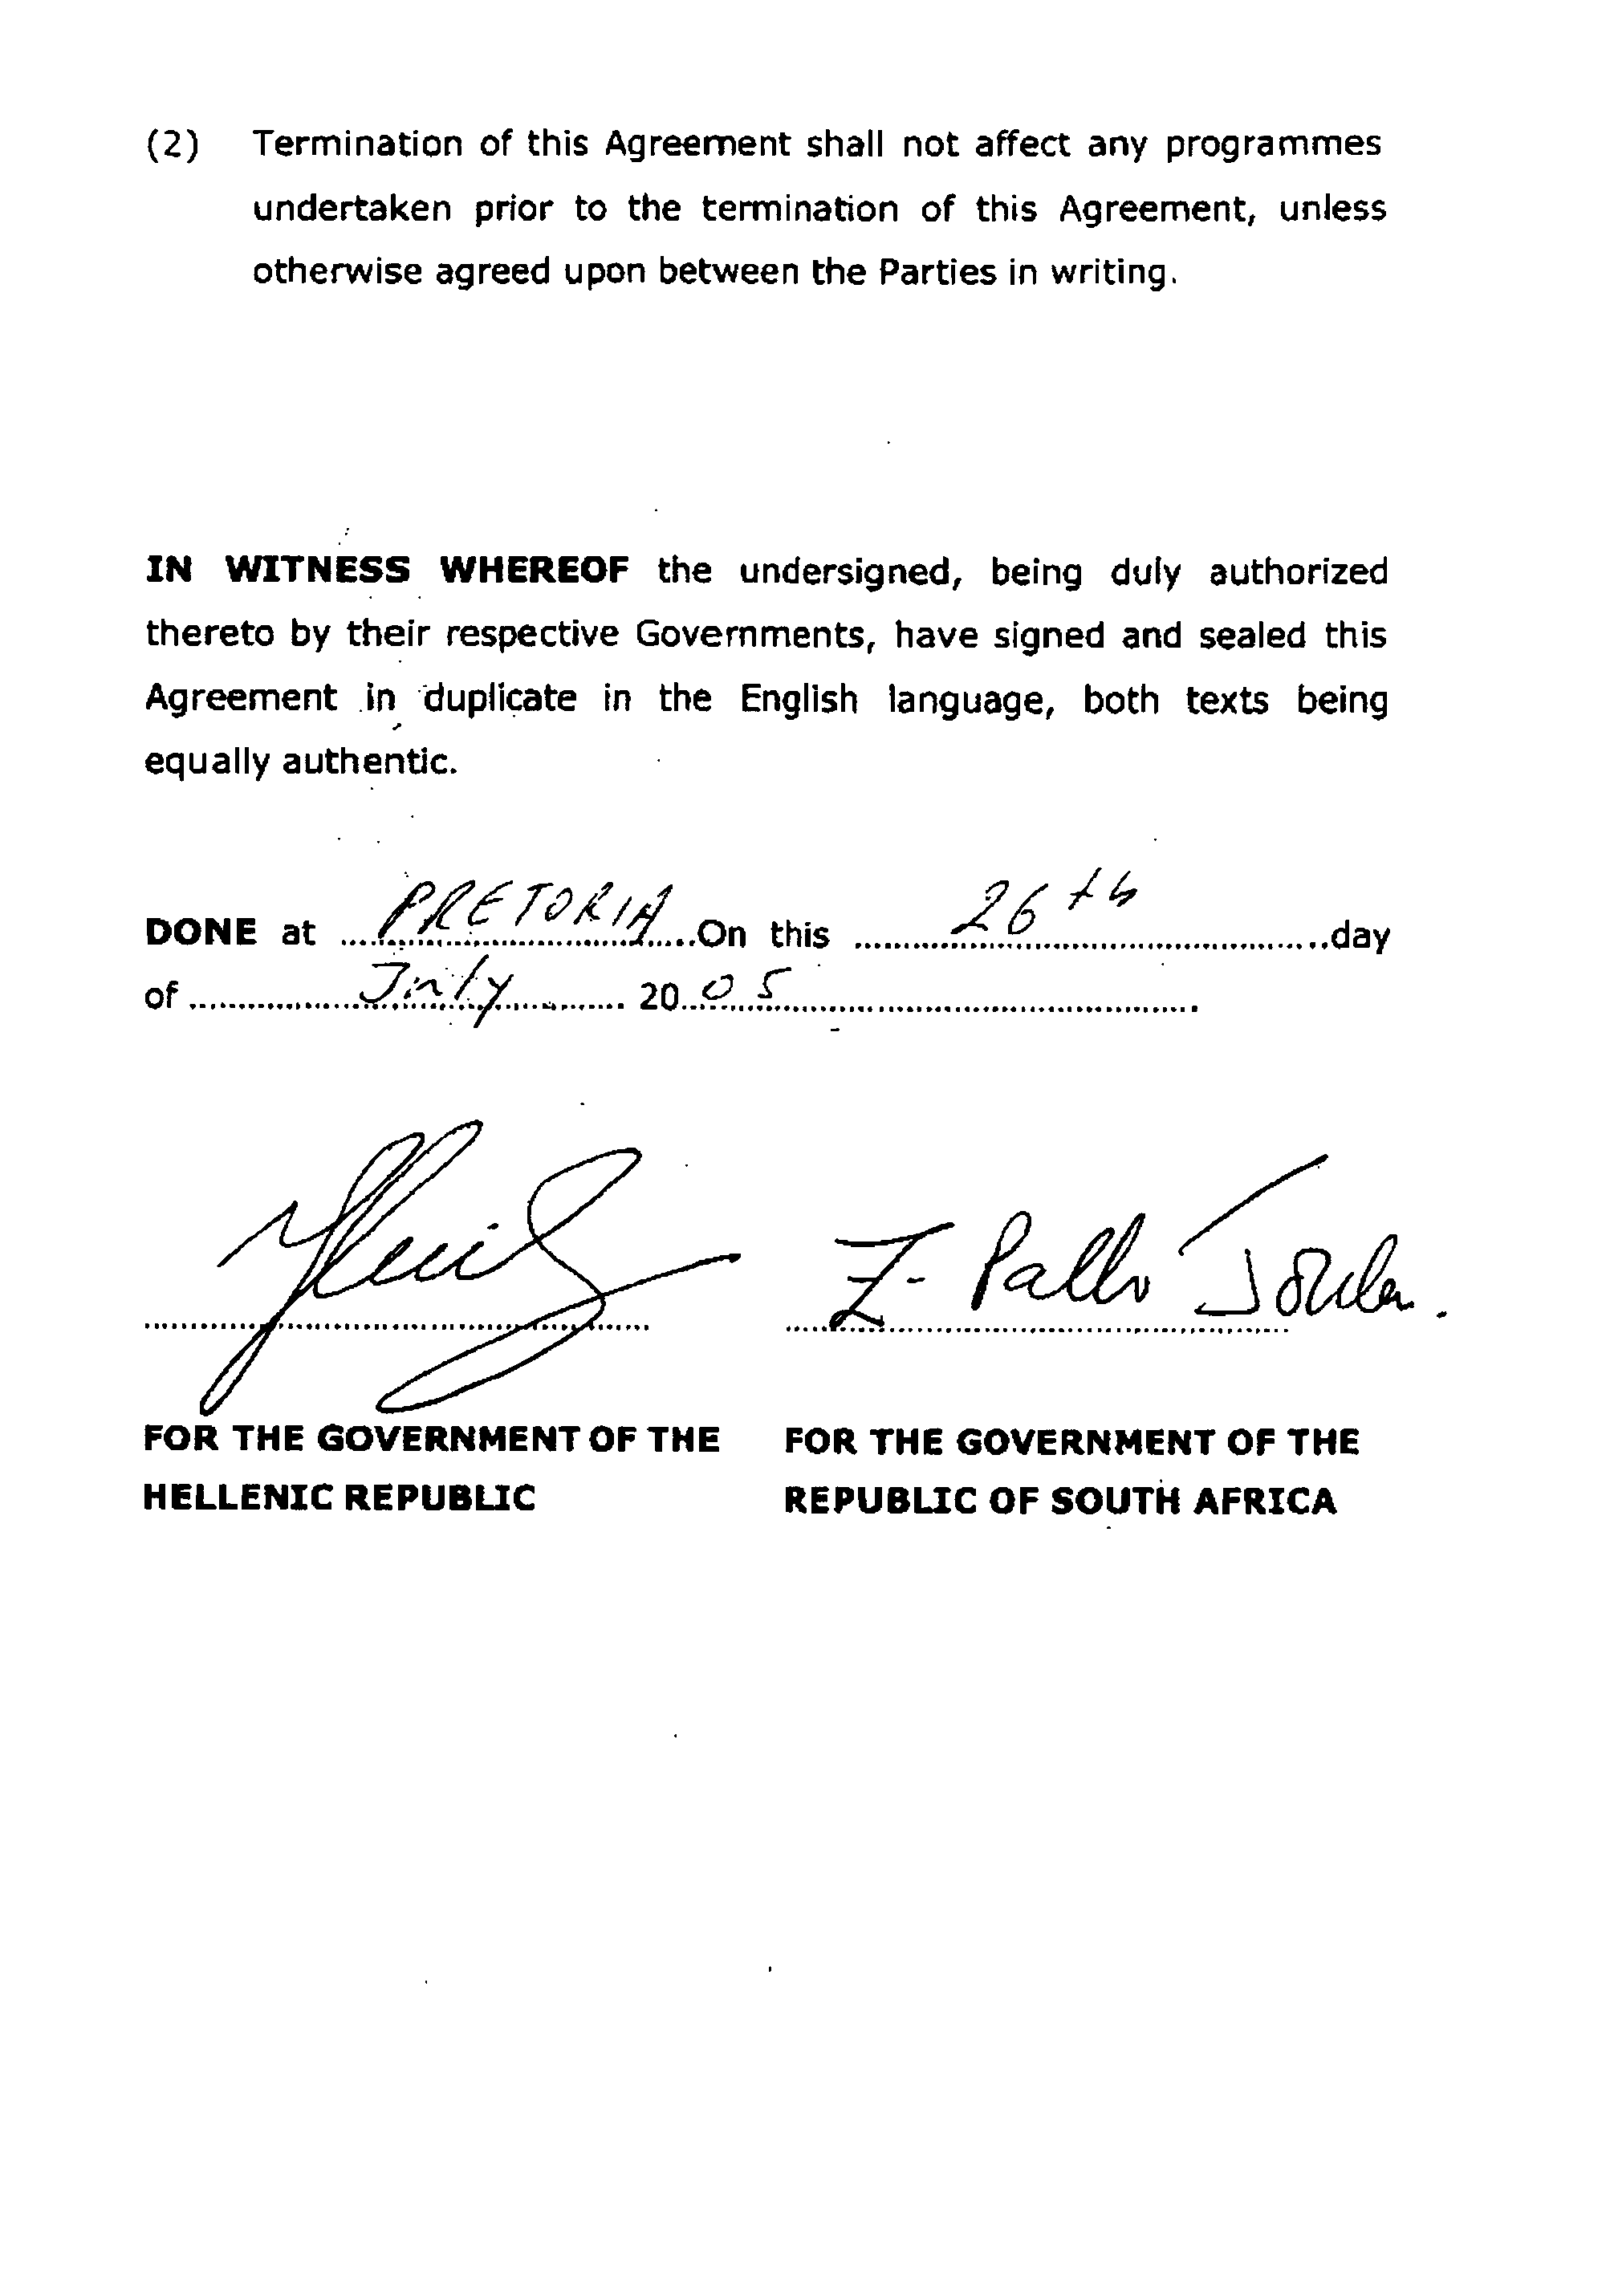 (2) Termination of this Agreement shall not affect any programmes
undertaken prior to the termination of this Agreement, unless
otherwise agreed upon between the Parties in writing.
IN WITNESS WHEREOF the undersigned, being duly authorized
thereto by their respective Governments, have signed and sealed this
Agreement in duplicate in the English language, both texts being
equally authentic.
DONE at PRETORIA On this 26th day
of July 2005
Z. Pallo Jordan.
FOR THE GOVERNMENT OF THE
HELLENIC REPUBLIC
FOR THE GOVERNMENT OF THE
REPUBLIC OF SOUTH AFRICA